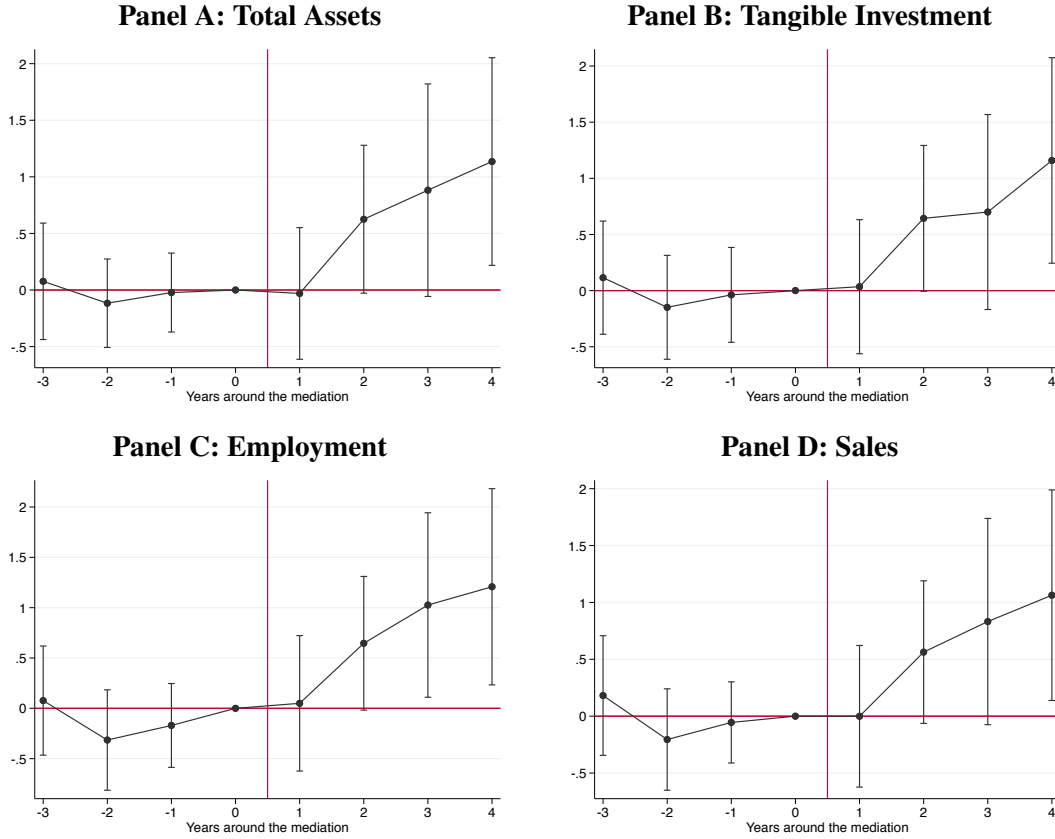 Panel A: Total Assets
2
1.5
1
.5
0
-.5
-3 -2 -1 0 1 2 3 4
Years around the mediation
Panel B: Tangible Investment
2
1.5
1
.5
0
-.5
-3 -2 -1 0 1 2 3 4
Years around the mediation
Panel C: Employment
2
1.5
1
.5
0
-.5
-3 -2 -1 0 1 2 3 4
Years around the mediation
Panel D: Sales
2
1.5
1
.5
0
-.5
-3 -2 -1 0 1 2 3 4
Years around the mediation